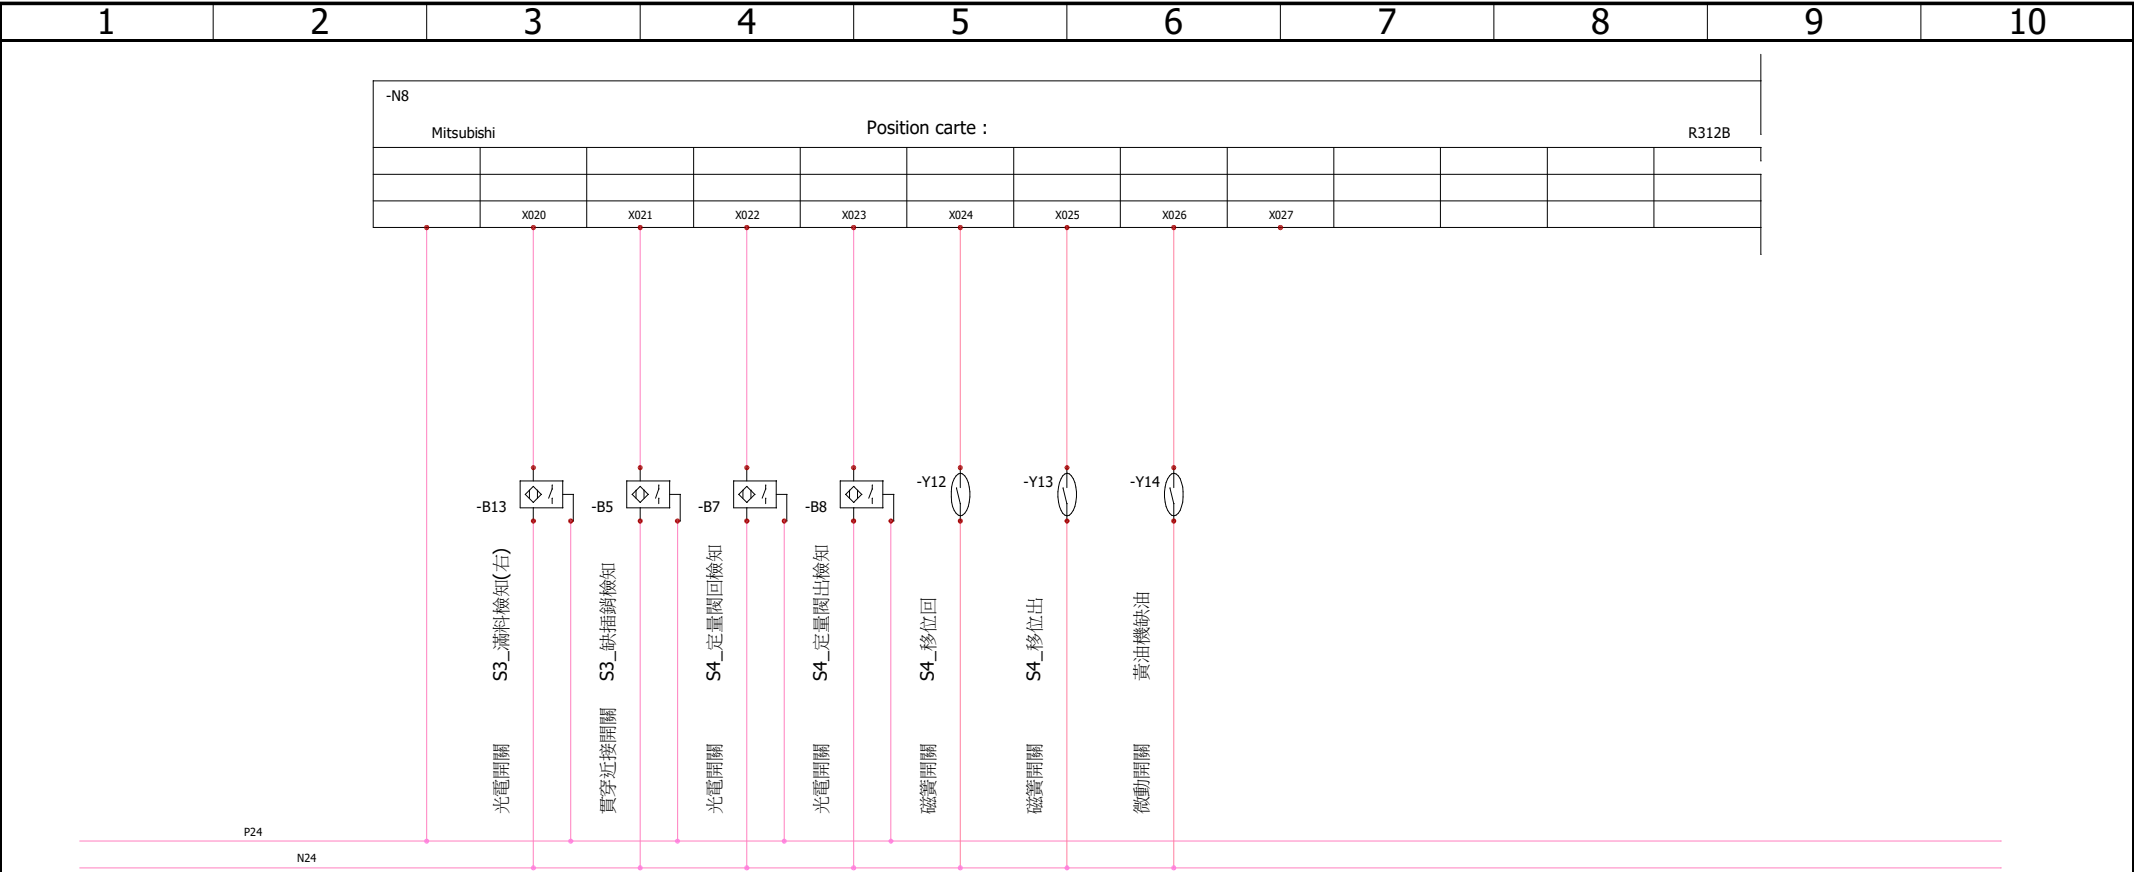 1 2 3 4 5 6 7 8 9 10
-N8
Mitsubishi Position carte : R312B
X020 X021 X022 X023 X024 X025 X026 X027
-B13 -B5 -B7 -B8 -Y12 -Y13 -Y14
光電開關 S3_滿料檢知(右)
貫穿近接開關 S3_缺插銷檢知
光電開關 S4_定量閥回檢知
光電開關 S4_定量閥出檢知
磁簧開關 S4_移位回
磁簧開關 S4_移位出
微動開關 黃油機缺油
P24
N24